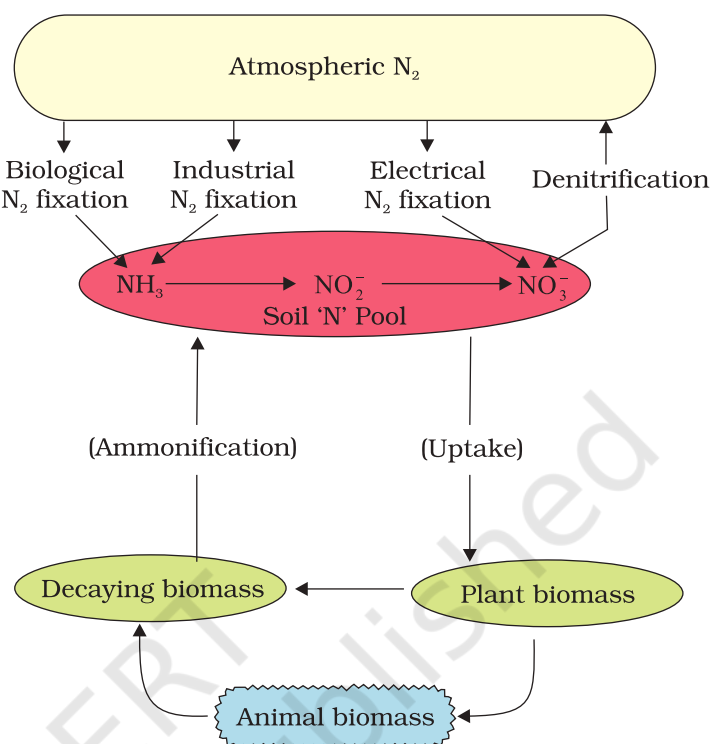 Atmospheric N₂
Biological
N₂ fixation
Industrial
N₂ fixation
Electrical
N₂ fixation
Denitrification
NH₃
NO₂⁻
NO₃⁻
Soil ‘N’ Pool
(Ammonification)
(Uptake)
Decaying biomass
Plant biomass
Animal biomass